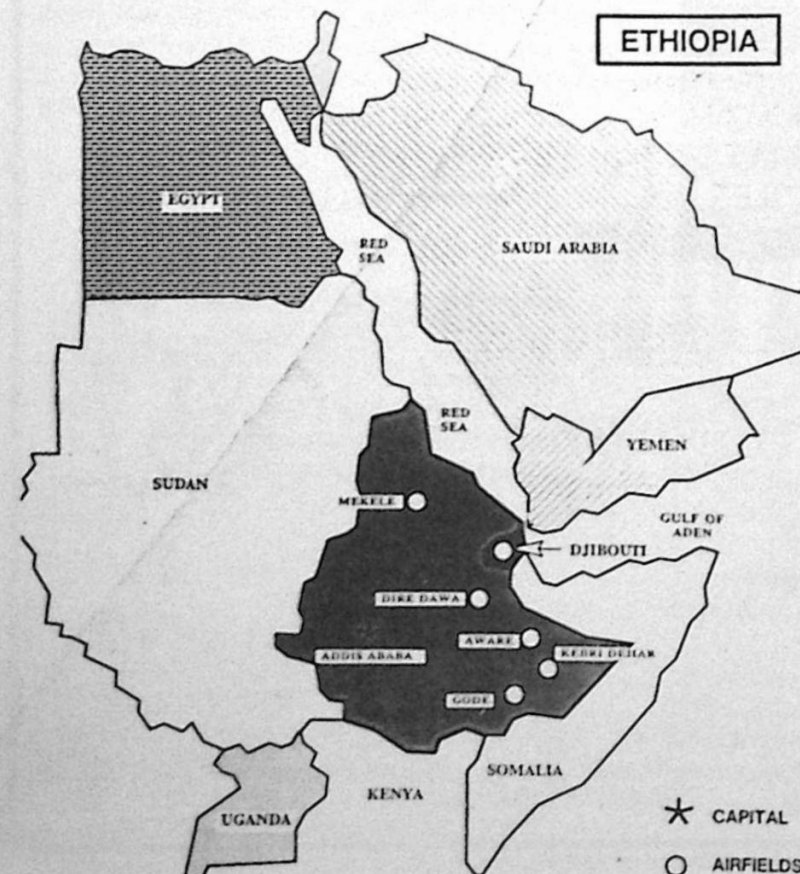 ETHIOPIA
EGYPT
RED
SEA
SAUDI ARABIA
RED
SEA
YEMEN
SUDAN
MEKELE
GULF OF
ADEN
DJIBOUTI
DIRE DAWA
AWARE
KEBRI DEHAR
ADDIS ABABA
GODE
SOMALIA
KENYA
UGANDA
CAPITAL
AIRFIELDS